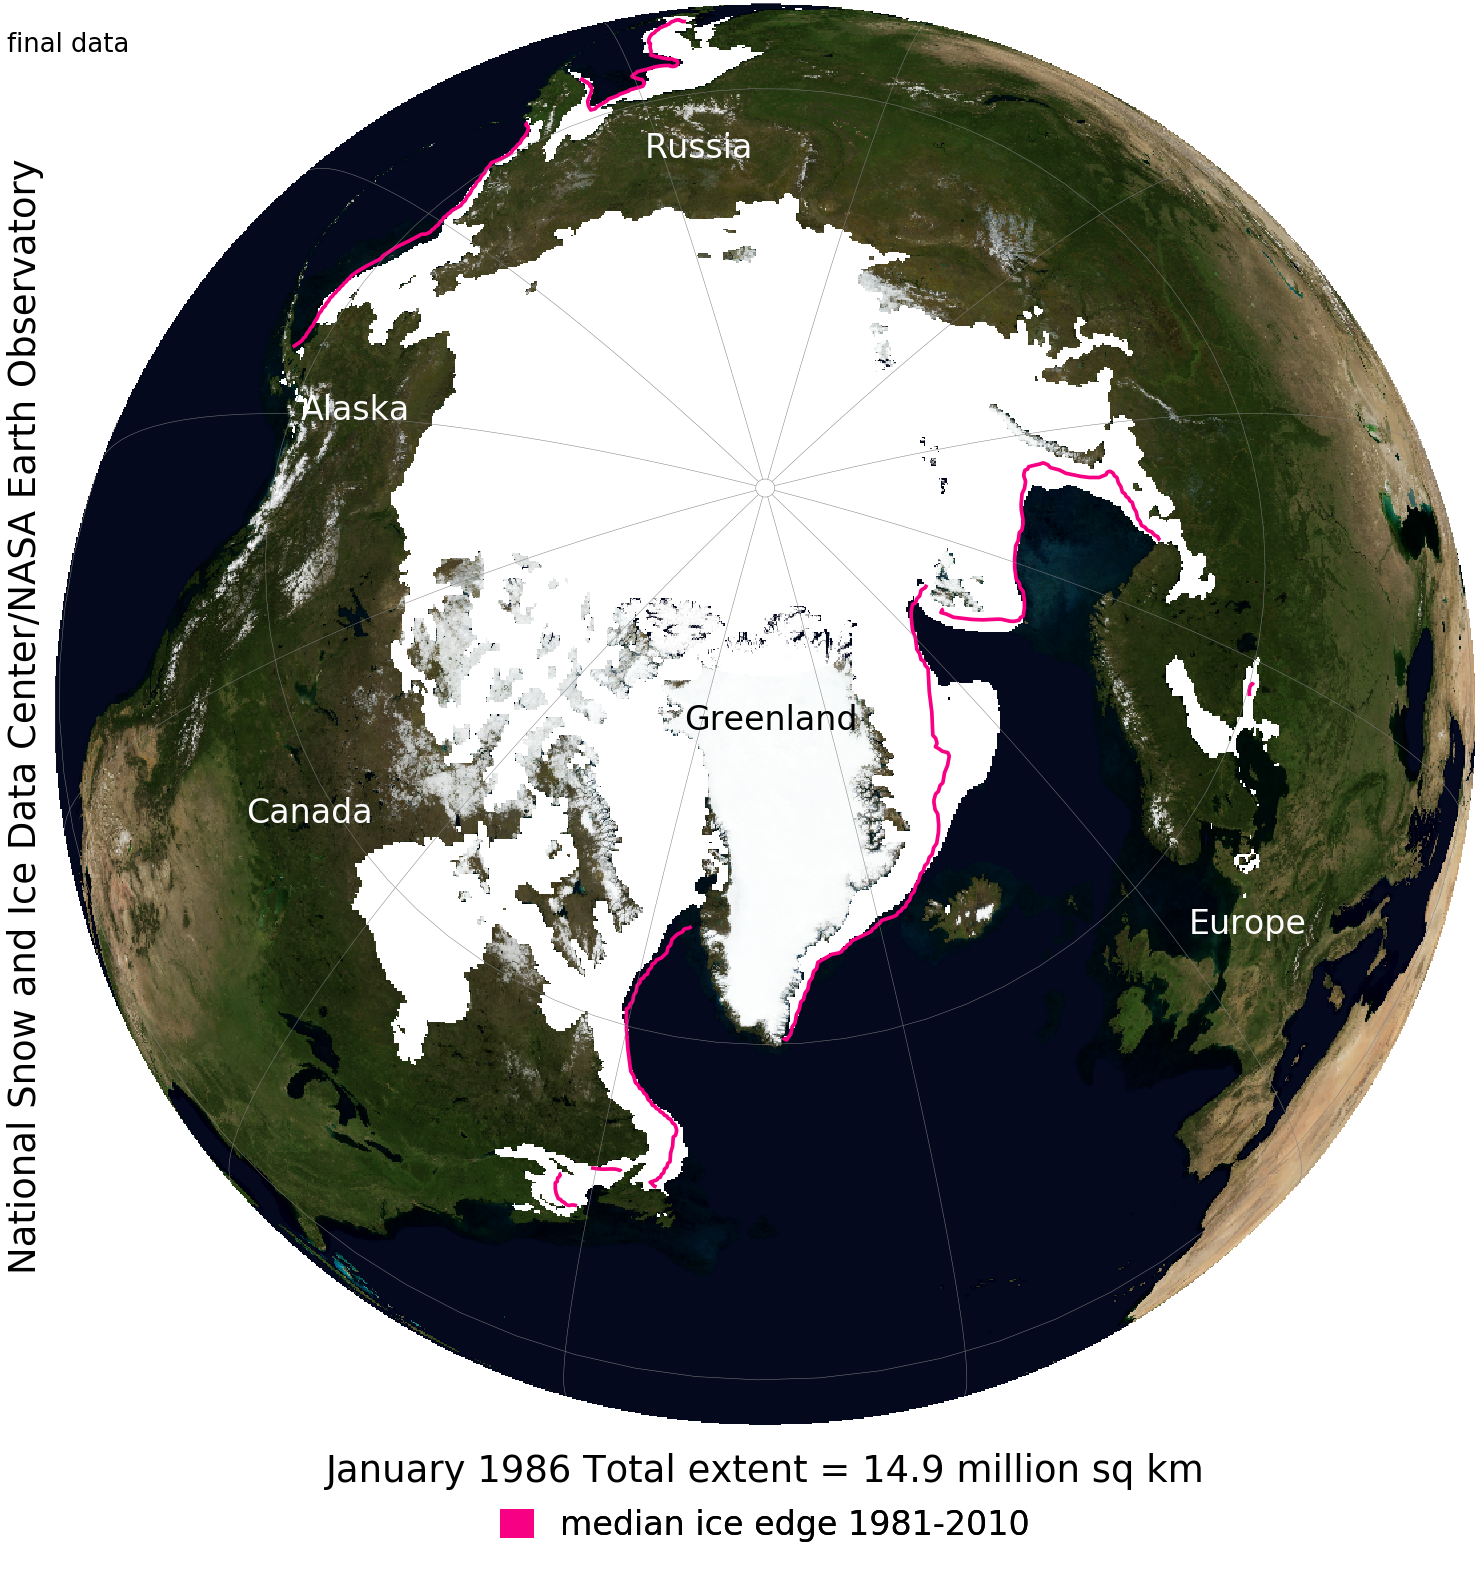 final data
National Snow and Ice Data Center/NASA Earth Observatory
Russia
Alaska
Greenland
Canada
Europe
January 1986 Total extent = 14.9 million sq km
median ice edge 1981-2010